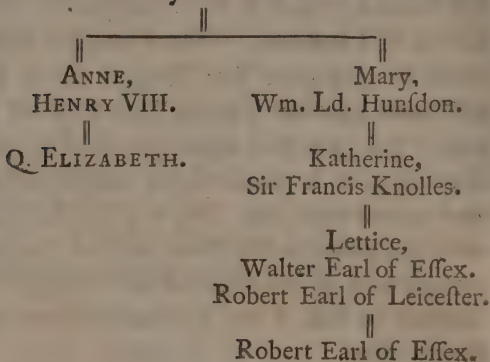 ANNE,
HENRY VIII.
Q. ELIZABETH.
Mary,
Wm. Ld. Hunſdon.
Katherine,
Sir Francis Knolles.
Lettice,
Walter Earl of Eſſex.
Robert Earl of Leiceſter.
Robert Earl of Eſſex.